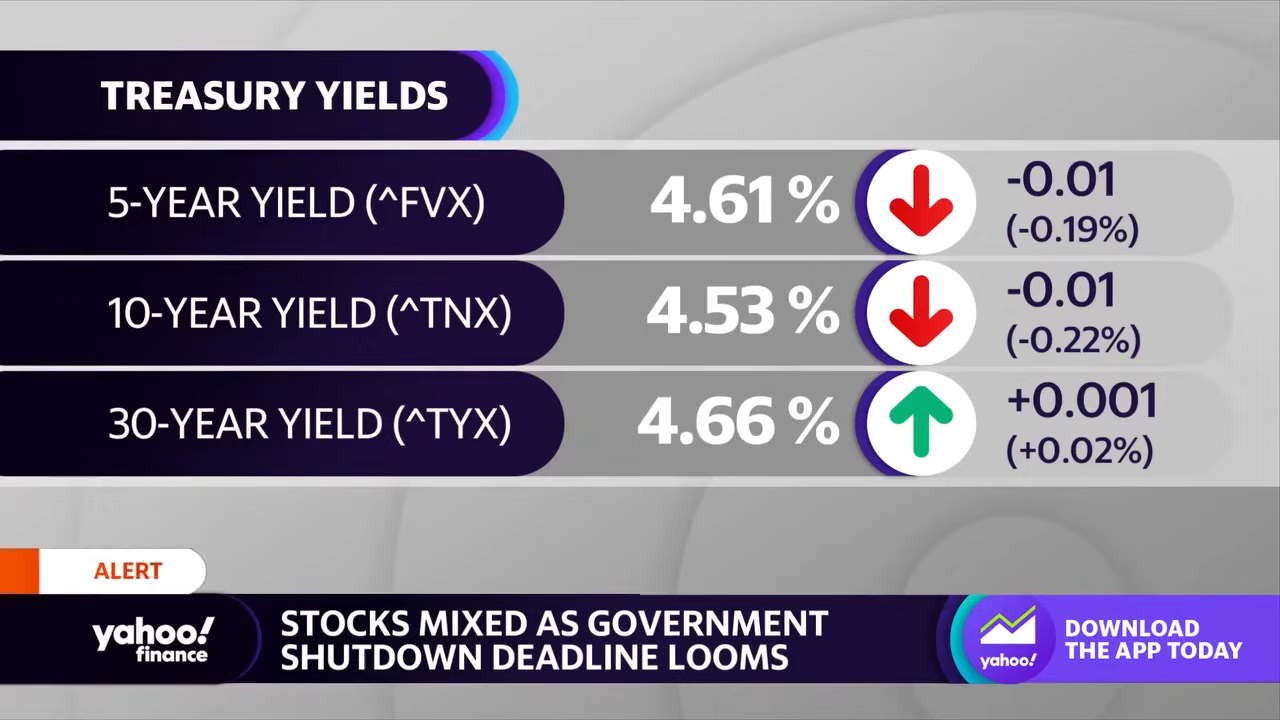 TREASURY YIELDS
5-YEAR YIELD (^FVX) 4.61 % -0.01
(-0.19%)
10-YEAR YIELD (^TNX) 4.53 % -0.01
(-0.22%)
30-YEAR YIELD (^TYX) 4.66 % +0.001
(+0.02%)
ALERT
yahoo!
finance
STOCKS MIXED AS GOVERNMENT
SHUTDOWN DEADLINE LOOMS
yahoo!
DOWNLOAD
THE APP TODAY